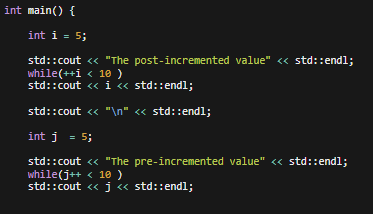 int main() {
int i = 5;
std::cout << "The post-incremented value" << std::endl;
while(++i < 10 )
std::cout << i << std::endl;
std::cout << "\n" << std::endl;
int j  = 5;
std::cout << "The pre-incremented value" << std::endl;
while(j++ < 10 )
std::cout << j << std::endl;